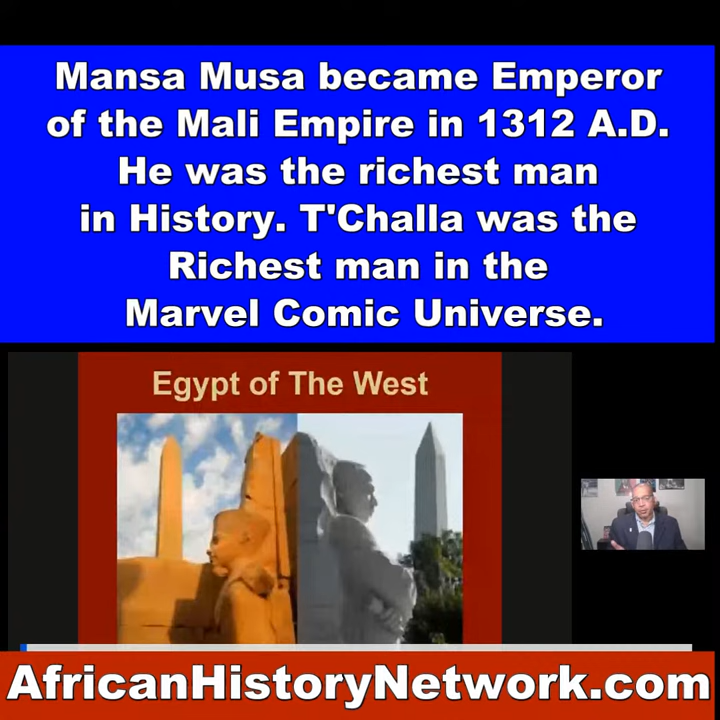 Mansa Musa became Emperor
of the Mali Empire in 1312 A.D.
He was the richest man
in History. T'Challa was the
Richest man in the
Marvel Comic Universe.
Egypt of The West
AfricanHistoryNetwork.com